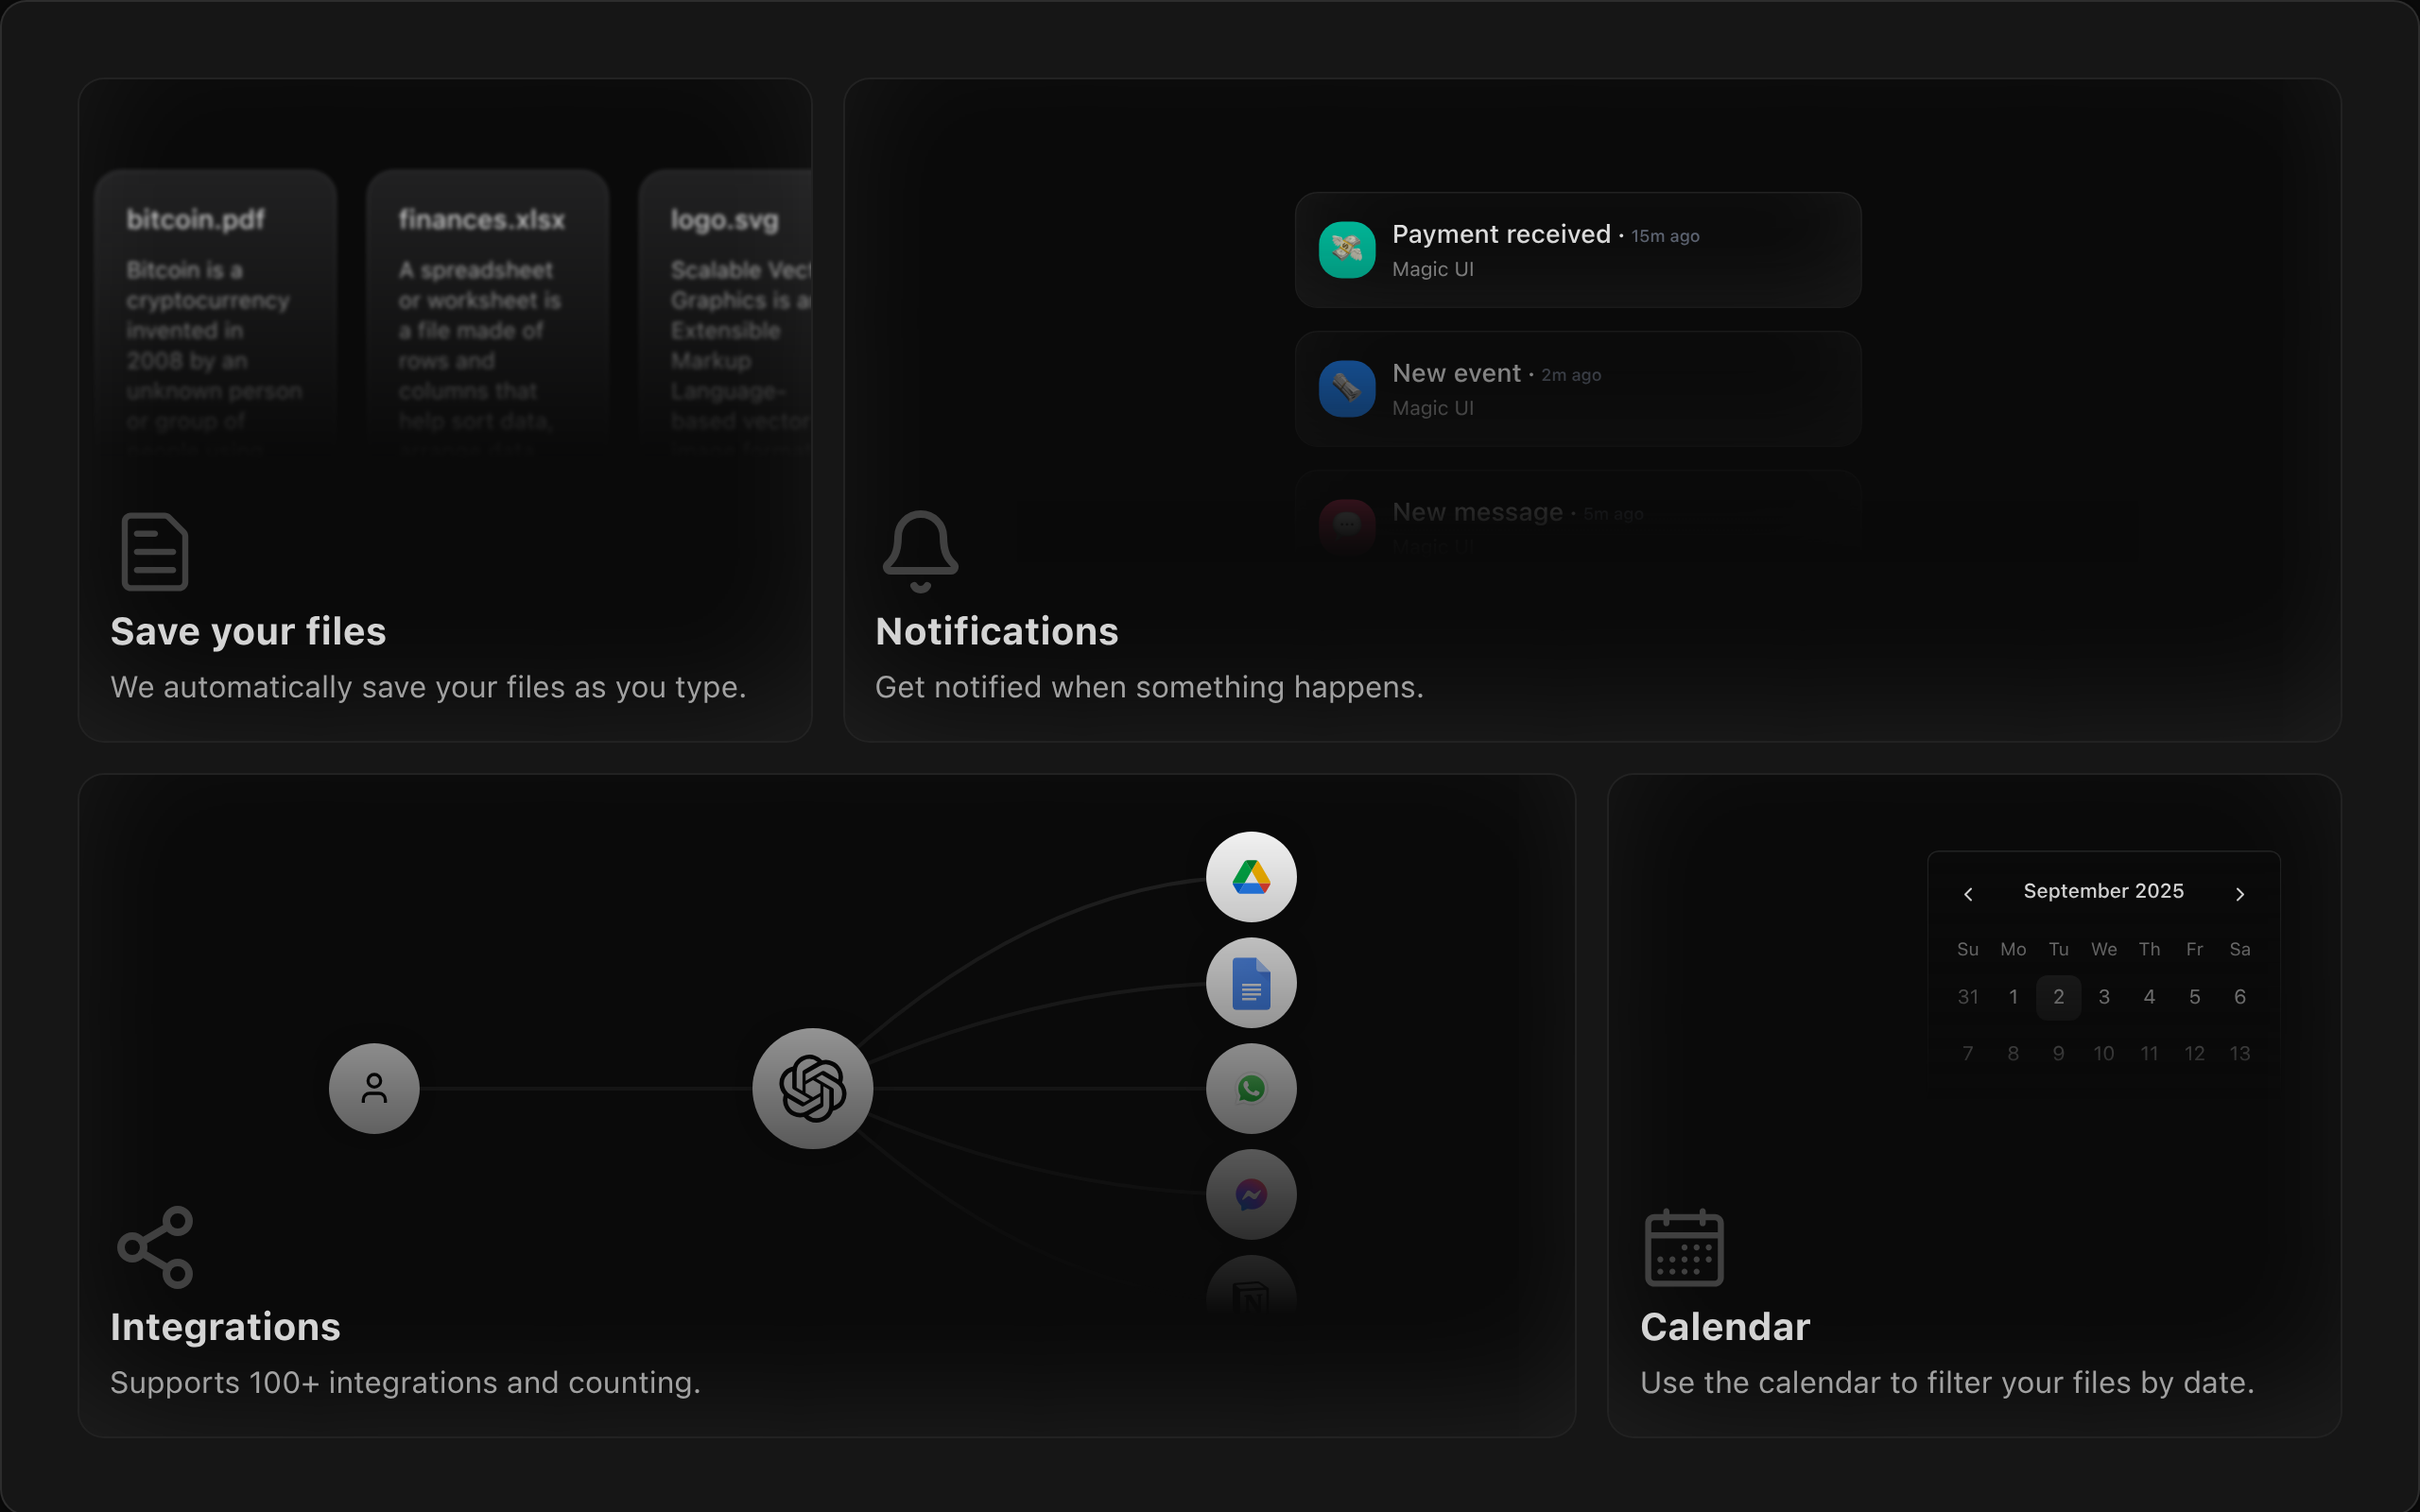 bitcoin.pdf
Bitcoin is a
cryptocurrency
invented in
2008 by an
unknown person
or group of
finances.xlsx
A spreadsheet
or worksheet is
a file made of
rows and
columns that
help sort data,
logo.svg
Scalable Vect
Graphics is a
Extensible
Markup
Language-
based vector
Save your files
We automatically save your files as you type.
Payment received · 15m ago
Magic UI
New event · 2m ago
Magic UI
New message · 5m ago
Magic UI
Notifications
Get notified when something happens.
N
Integrations
Supports 100+ integrations and counting.
September 2025
Su Mo Tu We Th Fr Sa
31 1 2 3 4 5 6
7 8 9 10 11 12 13
Calendar
Use the calendar to filter your files by date.